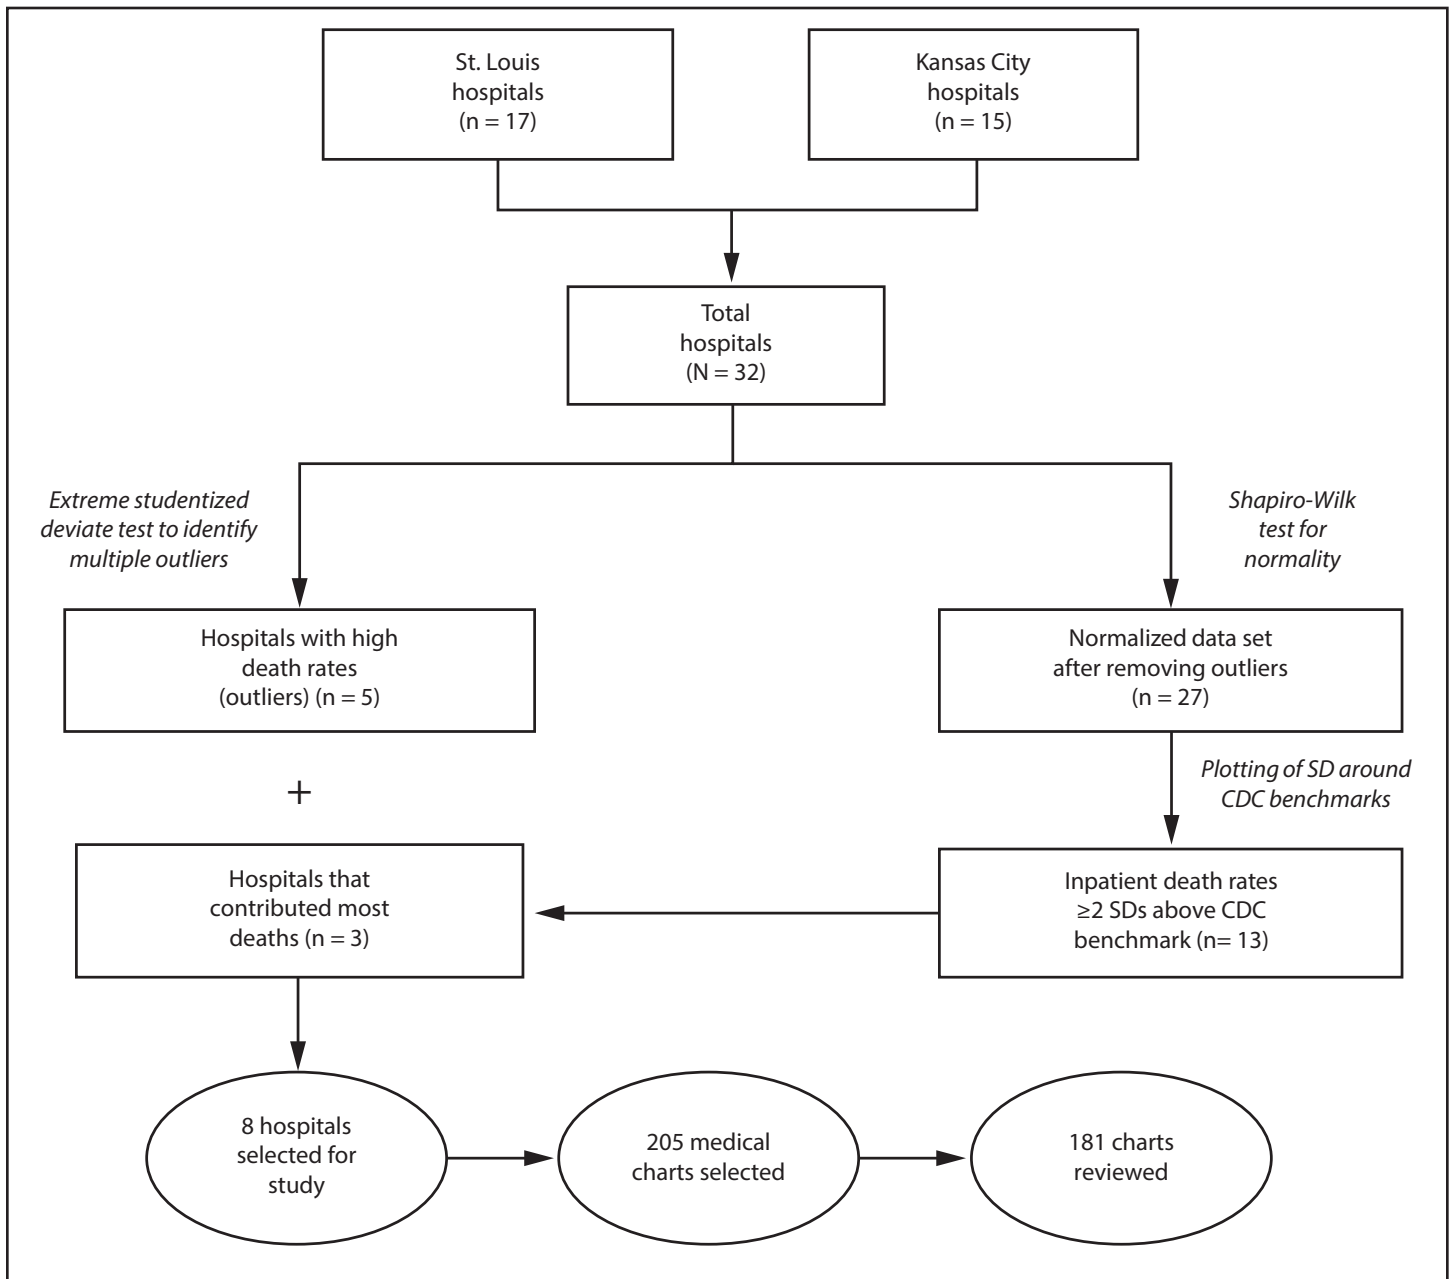 St. Louis
hospitals
(n = 17)
Kansas City
hospitals
(n = 15)
Total
hospitals
(N = 32)
Extreme studentized
deviate test to identify
multiple outliers
Shapiro-Wilk
test for
normality
Hospitals with high
death rates
(outliers) (n = 5)
Normalized data set
after removing outliers
(n = 27)
+
Plotting of SD around
CDC benchmarks
Hospitals that
contributed most
deaths (n = 3)
Inpatient death rates
≥2 SDs above CDC
benchmark (n= 13)
8 hospitals
selected for
study
205 medical
charts selected
181 charts
reviewed